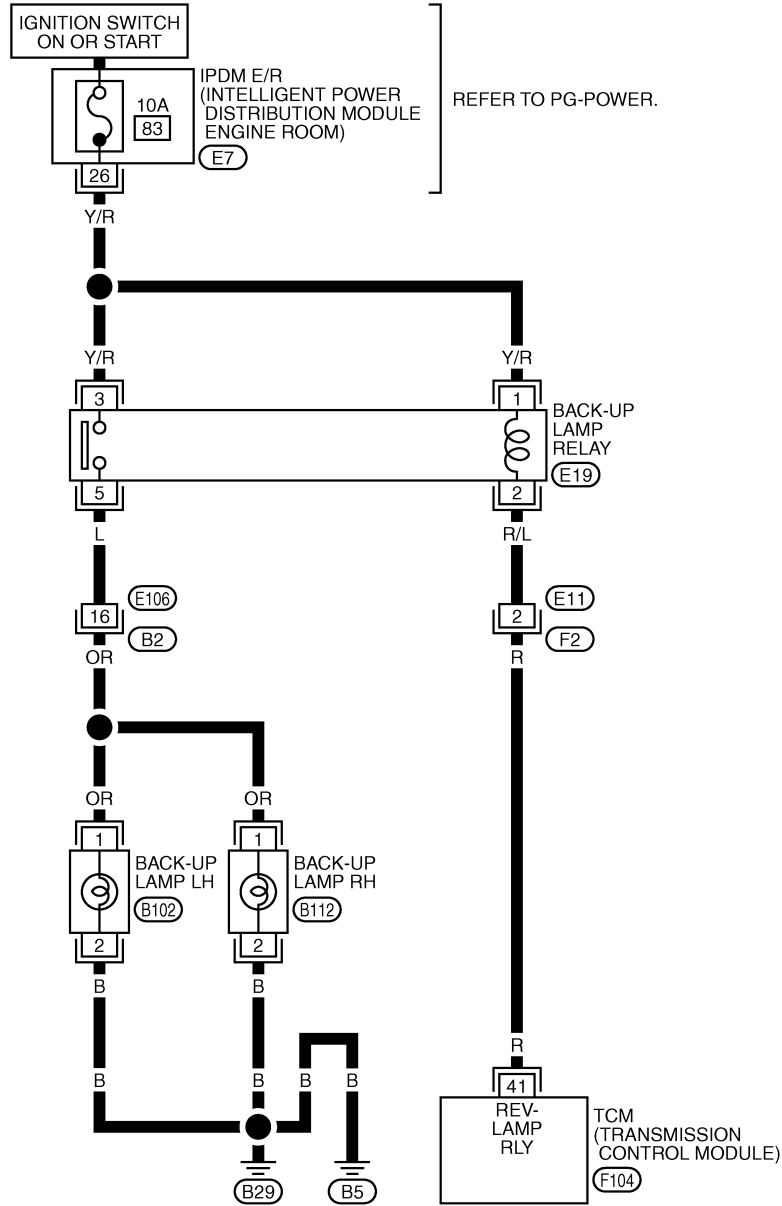 IGNITION SWITCH
ON OR START
IPDM E/R
(INTELLIGENT POWER
DISTRIBUTION MODULE
ENGINE ROOM)
10A
83
E7
REFER TO PG-POWER.
26
Y/R
Y/R
Y/R
3
1
BACK-UP
LAMP
RELAY
E19
5
2
L
R/L
E106
16
B2
E11
2
F2
OR
R
OR
OR
1
1
BACK-UP
LAMP LH
B102
BACK-UP
LAMP RH
B112
2
2
B
B
R
B
B
B
B
41
REV-
LAMP
RLY
TCM
(TRANSMISSION
CONTROL MODULE)
F104
B29
B5